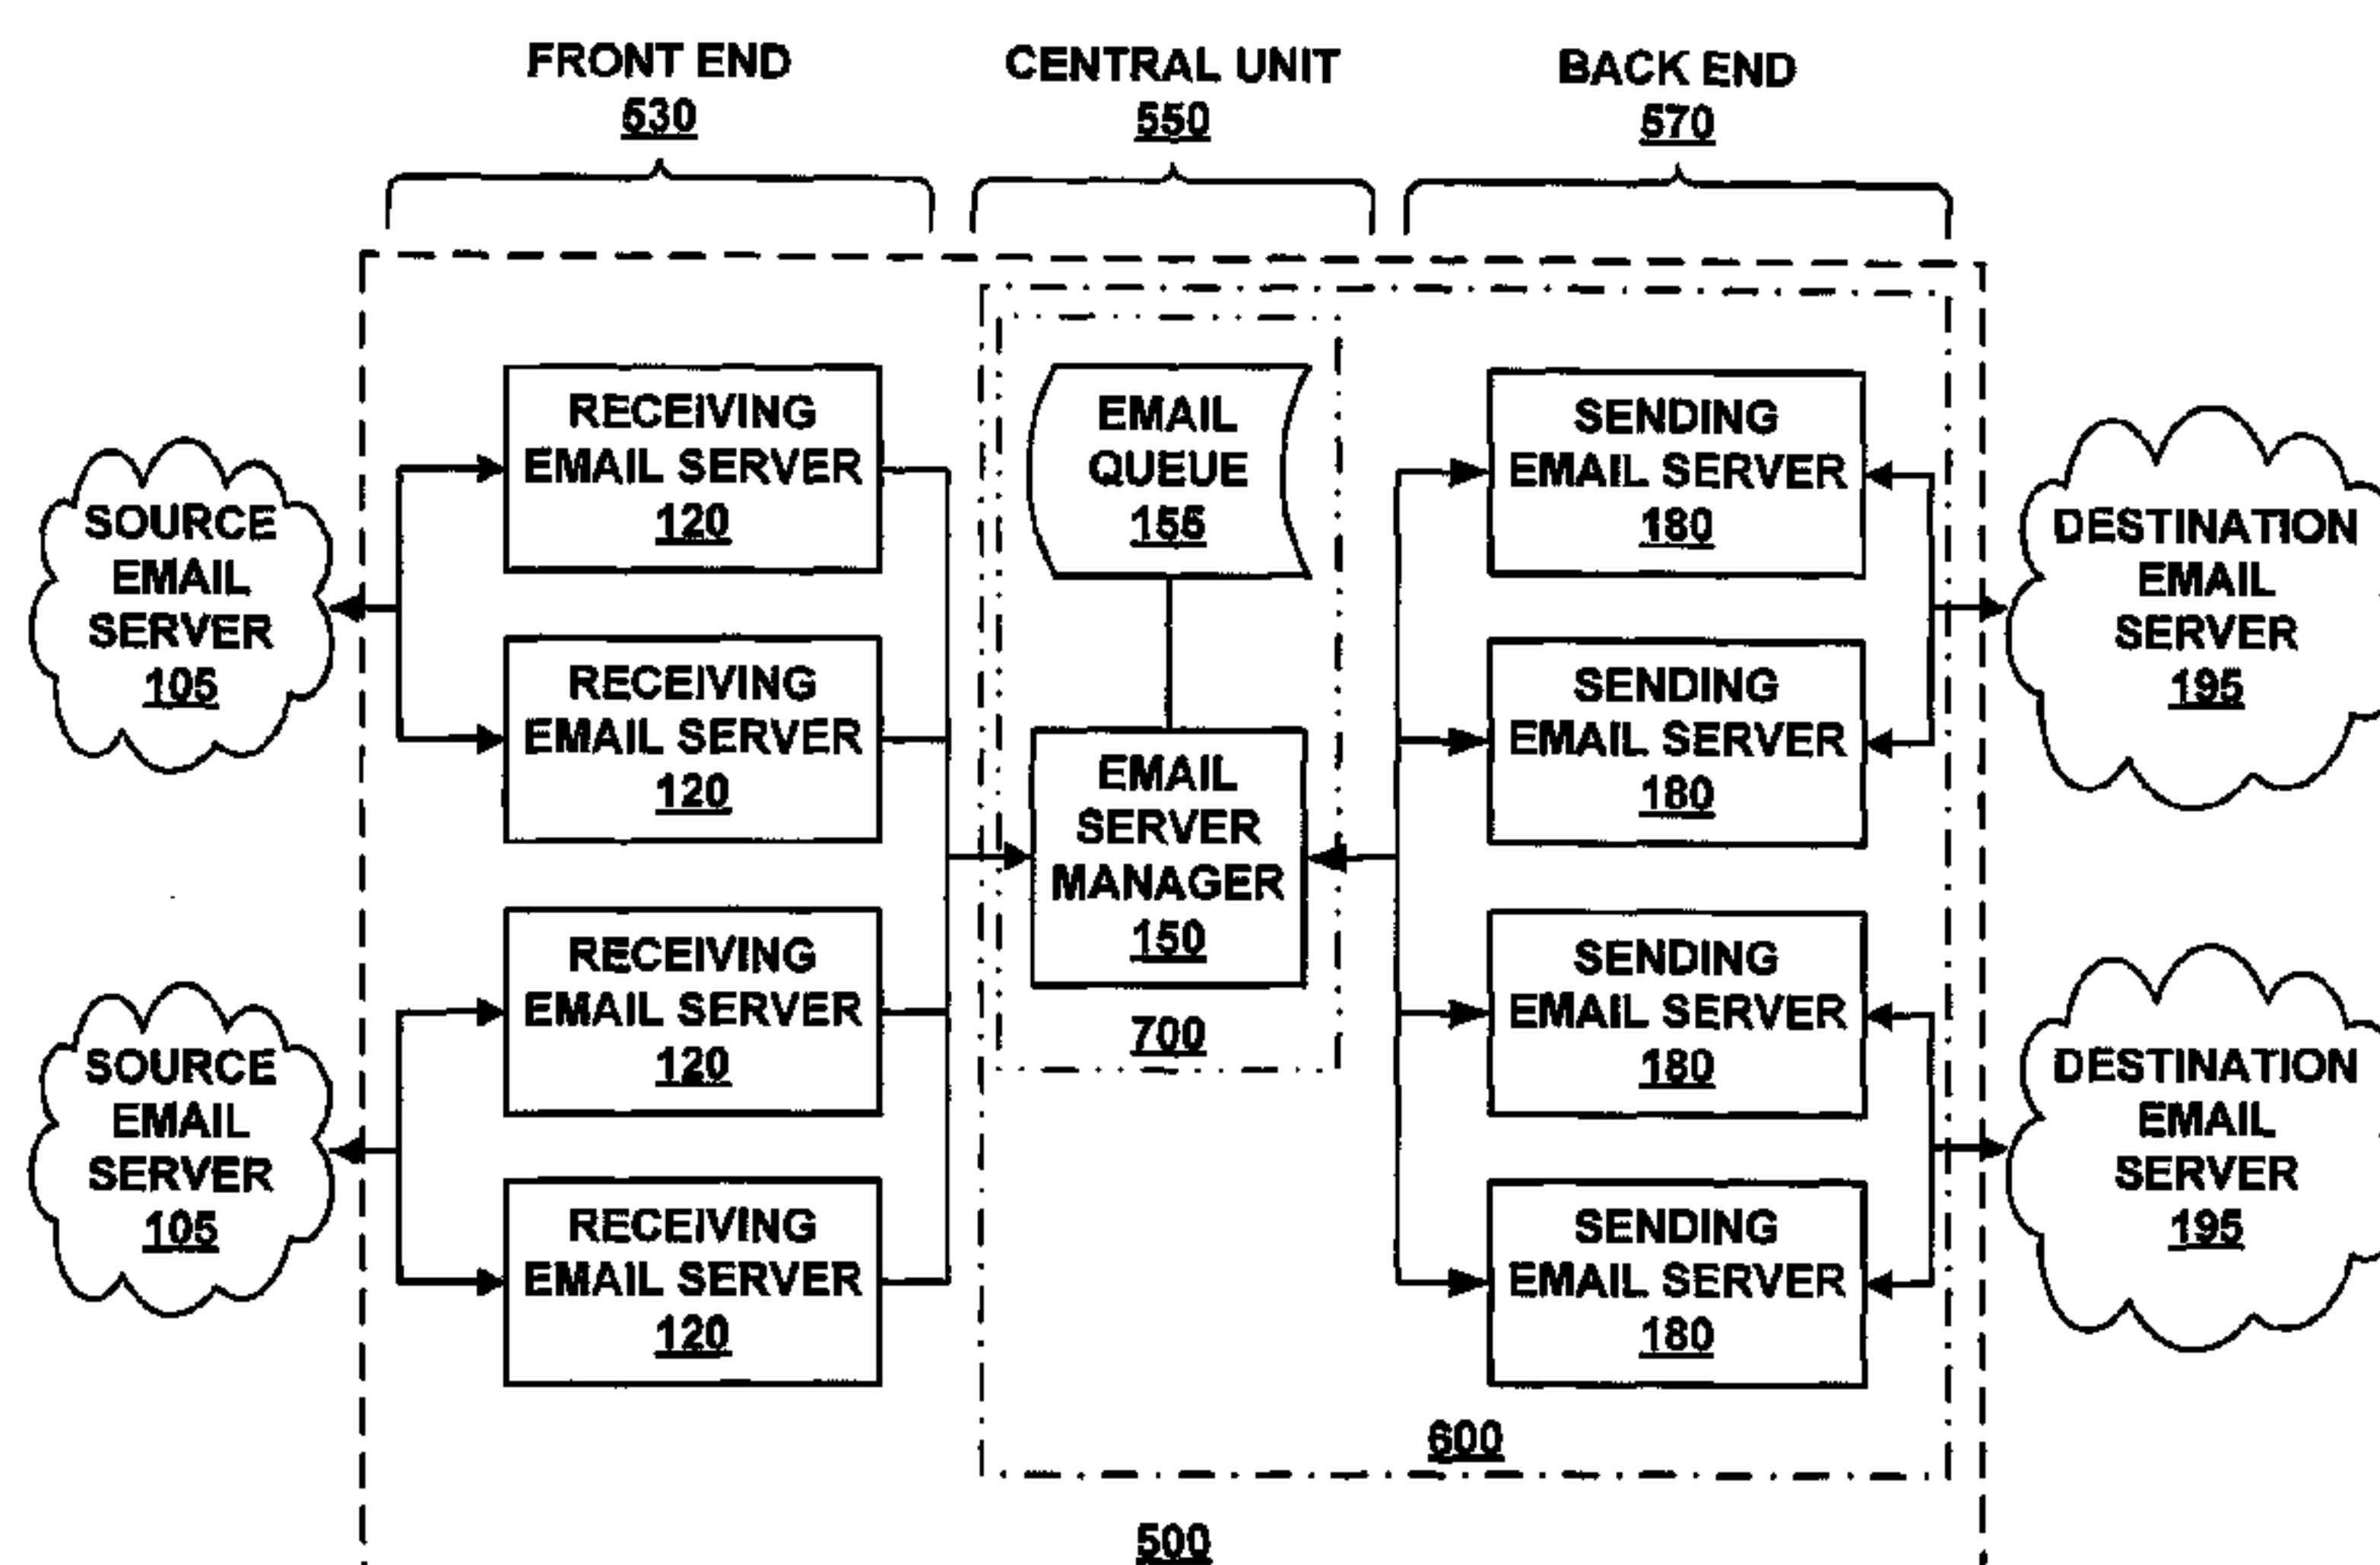 FRONT END
530
CENTRAL UNIT
550
BACK END
570
SOURCE
EMAIL
SERVER
105
SOURCE
EMAIL
SERVER
105
RECEIVING
EMAIL SERVER
120
RECEIVING
EMAIL SERVER
120
RECEIVING
EMAIL SERVER
120
RECEIVING
EMAIL SERVER
120
EMAIL
QUEUE
155
EMAIL
SERVER
MANAGER
150
700
SENDING
EMAIL SERVER
180
SENDING
EMAIL SERVER
180
SENDING
EMAIL SERVER
180
SENDING
EMAIL SERVER
180
DESTINATION
EMAIL
SERVER
195
DESTINATION
EMAIL
SERVER
195
600
500